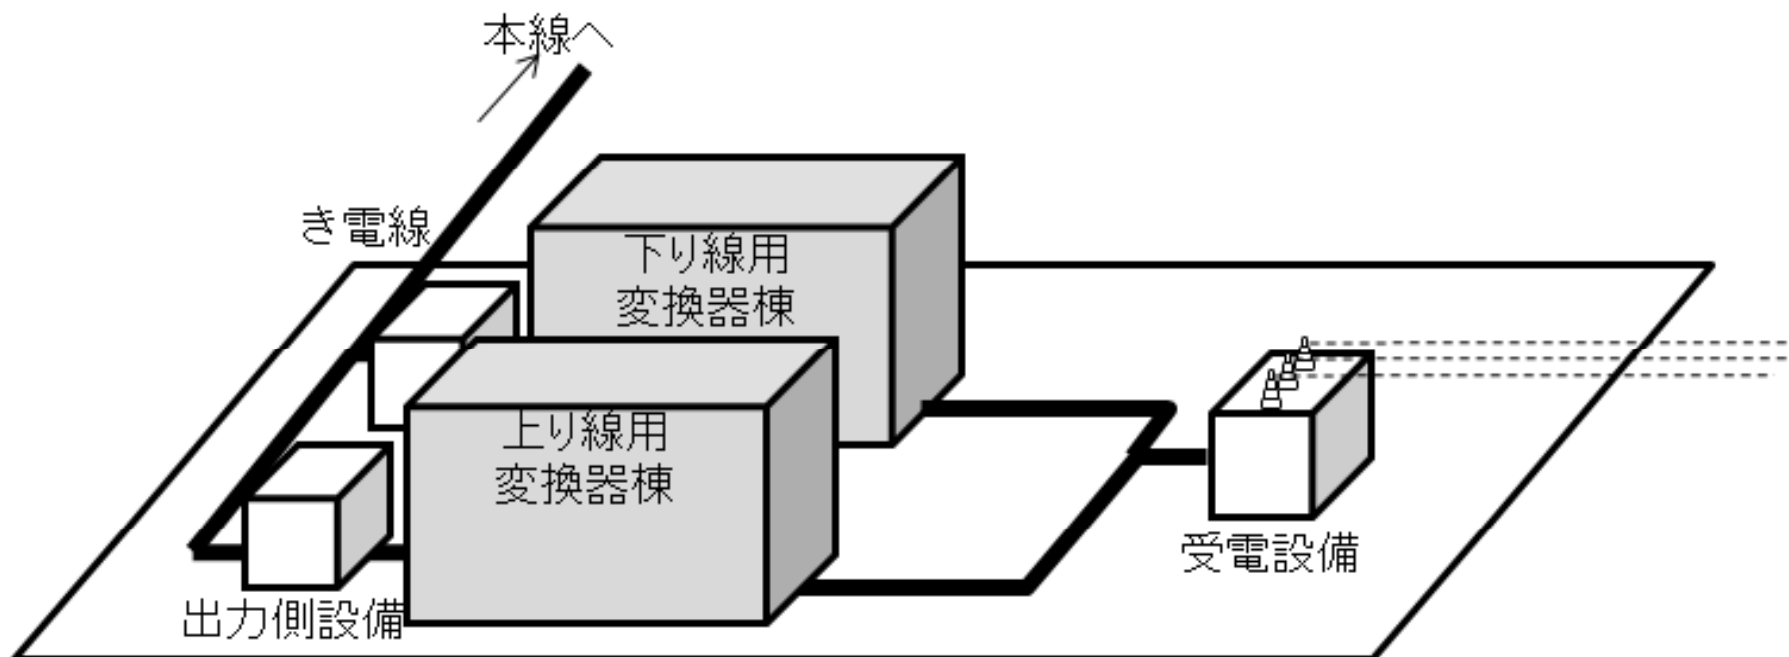 本線へ
き電線
下り線用
変換器棟
上り線用
変換器棟
受電設備
出力側設備